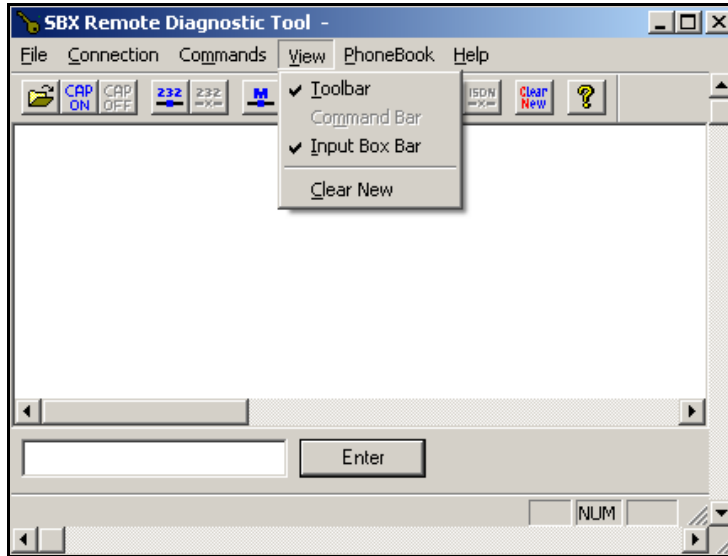 SBX Remote Diagnostic Tool -
File Connection Commands View PhoneBook Help
CAP ON CAP OFF 232 232 M ISDN Clear New ?
Toolbar
Command Bar
Input Box Bar
Clear New
Enter
NUM